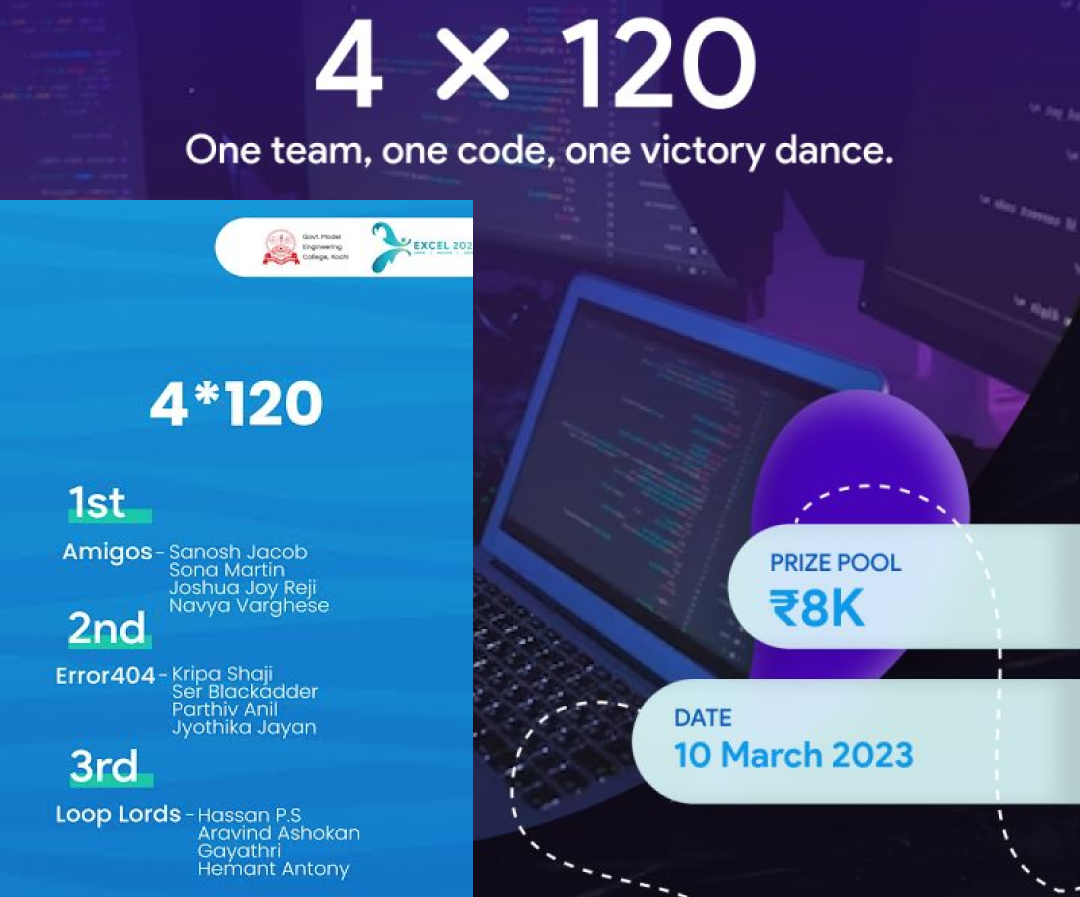 4 × 120
One team, one code, one victory dance.
Govt. Model
Engineering
College, Kochi
EXCEL 202
4*120
1st
Amigos - Sanosh Jacob
Sona Martin
Joshua Joy Reji
Navya Varghese
2nd
Error404 - Kripa Shaji
Ser Blackadder
Parthiv Anil
Jyothika Jayan
3rd
Loop Lords - Hassan P.S
Aravind Ashokan
Gayathri
Hemant Antony
PRIZE POOL
₹8K
DATE
10 March 2023